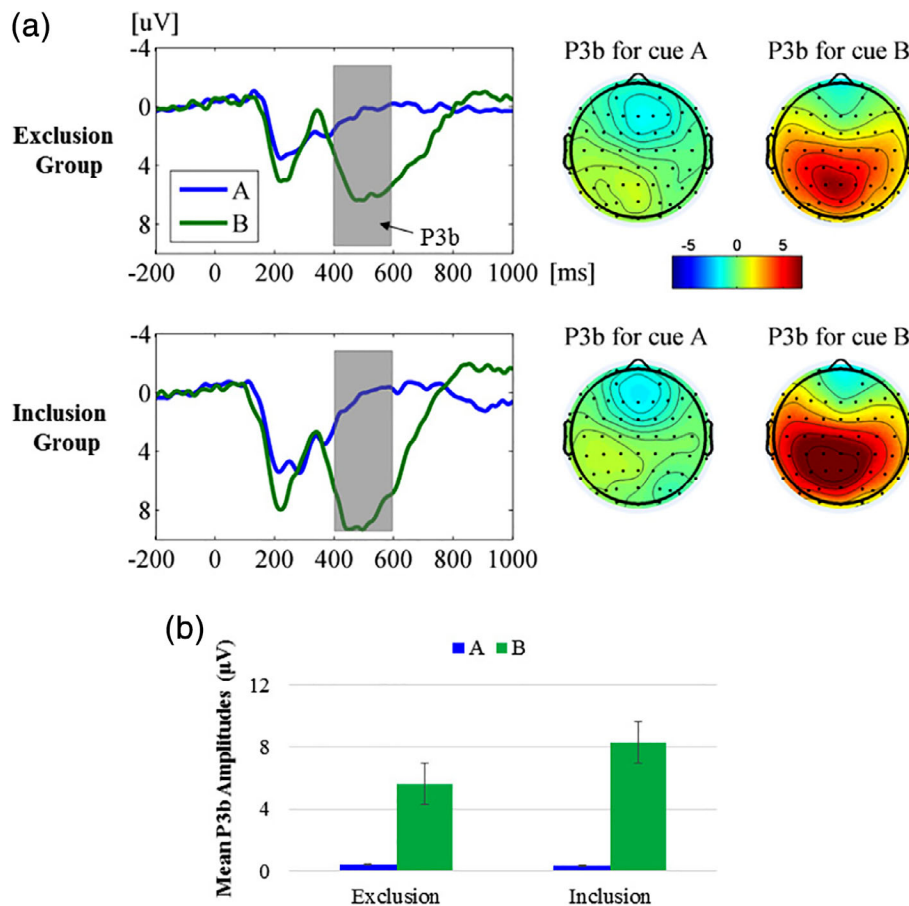 (a)
[uV]
-4
0
4
8
Exclusion
Group
A
B
P3b
-200 0 200 400 600 800 1000 [ms]
P3b for cue A P3b for cue B
-5 0 5
-4
0
4
8
Inclusion
Group
-200 0 200 400 600 800 1000
P3b for cue A P3b for cue B
(b)
A B
Mean P3b Amplitudes (µV)
12
8
4
0
Exclusion Inclusion